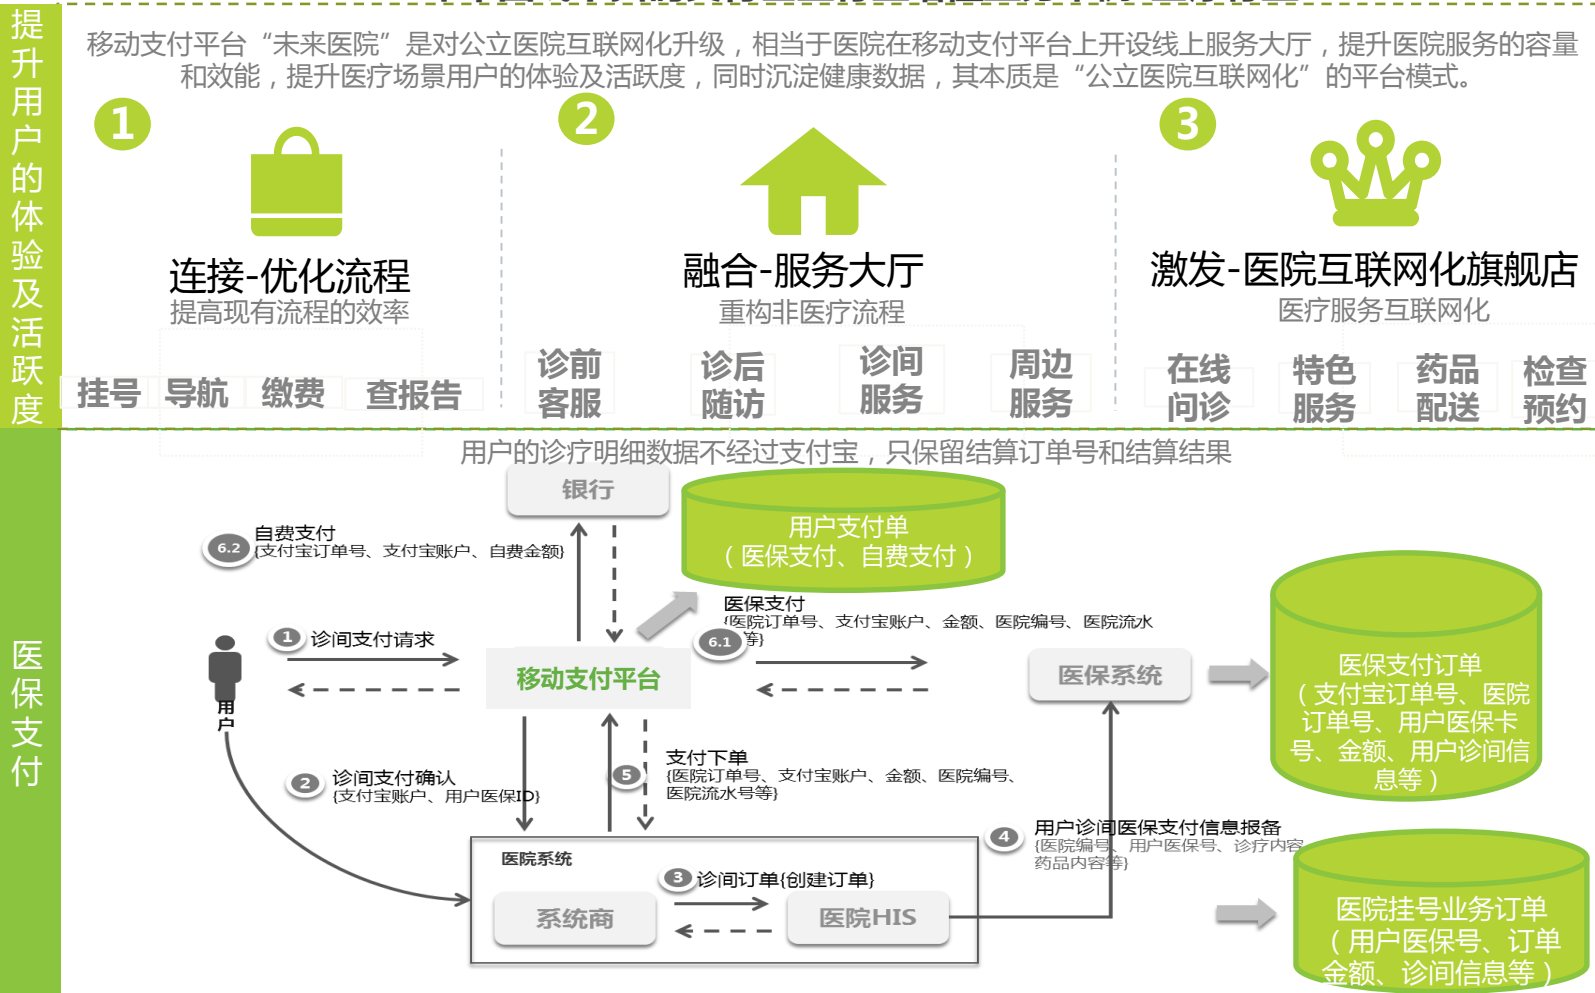 提升用户的体验及活跃度
移动支付平台“未来医院”是对公立医院互联网化升级，相当于医院在移动支付平台上开设线上服务大厅，提升医院服务的容量
和效能，提升医疗场景用户的体验及活跃度，同时沉淀健康数据，其本质是“公立医院互联网化”的平台模式。
1
连接-优化流程
提高现有流程的效率
挂号 导航 缴费 查报告
2
融合-服务大厅
重构非医疗流程
诊前
客服
诊后
随访
诊间
服务
周边
服务
3
激发-医院互联网化旗舰店
医疗服务互联网化
在线
问诊
特色
服务
药品
配送
检查
预约
医保支付
用户的诊疗明细数据不经过支付宝，只保留结算订单号和结算结果
银行
用户支付单
（医保支付、自费支付）
6.2
自费支付
{支付宝订单号、支付宝账户、自费金额}
医保支付
{医院订单号、支付宝账户、金额、医院编号、医院流水
等}
6.1
1
诊间支付请求
用户
移动支付平台
医保系统
医保支付订单
（支付宝订单号、医院
订单号、用户医保卡
号、金额、用户诊间信
息等）
2
诊间支付确认
{支付宝账户、用户医保ID}
5
支付下单
{医院订单号、支付宝账户、金额、医院编号、
医院流水号等}
4
用户诊间医保支付信息报备
{医院编号、用户医保号、诊疗内容
药品内容等}
医院系统
3
诊间订单{创建订单}
系统商
医院HIS
医院挂号业务订单
（用户医保号、订单
金额、诊间信息等）